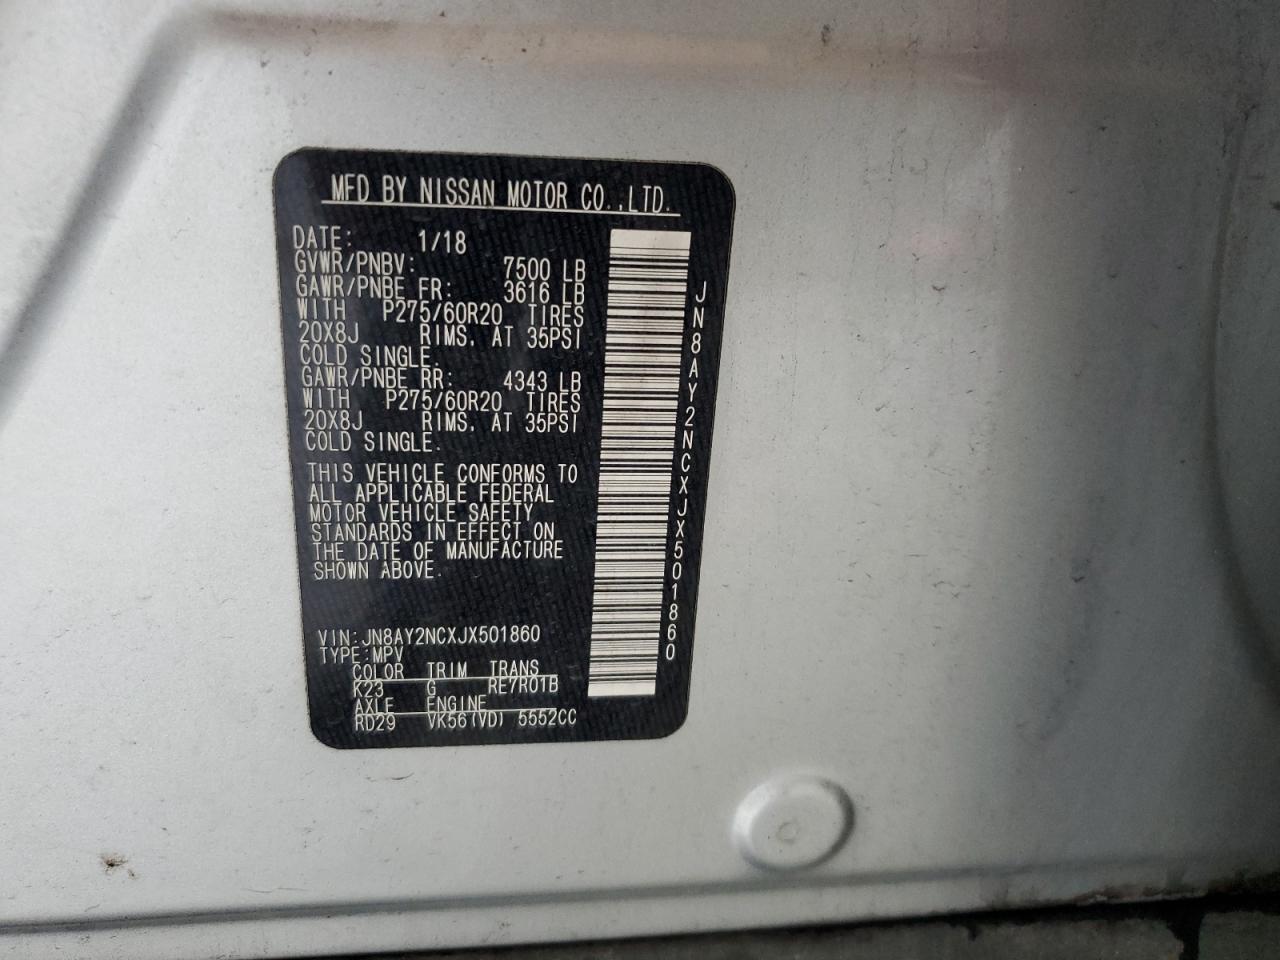 MFD BY NISSAN MOTOR CO.,LTD.
DATE: 1/18
GVWR/PNBV: 7500 LB
GAWR/PNBE FR: 3616 LB
WITH P275/60R20 TIRES
20X8J RIMS. AT 35PSI
COLD SINGLE.
GAWR/PNBE RR: 4343 LB
WITH P275/60R20 TIRES
20X8J RIMS. AT 35PSI
COLD SINGLE.
THIS VEHICLE CONFORMS TO
ALL APPLICABLE FEDERAL
MOTOR VEHICLE SAFETY
STANDARDS IN EFFECT ON
THE DATE OF MANUFACTURE
SHOWN ABOVE.
VIN:JN8AY2NCXJX501860
TYPE:MPV
COLOR TRIM TRANS
K23 G RE7R01B
AXLE ENGINE
RD29 VK56(VD) 5552CC
JN8AY2NCXJX501860